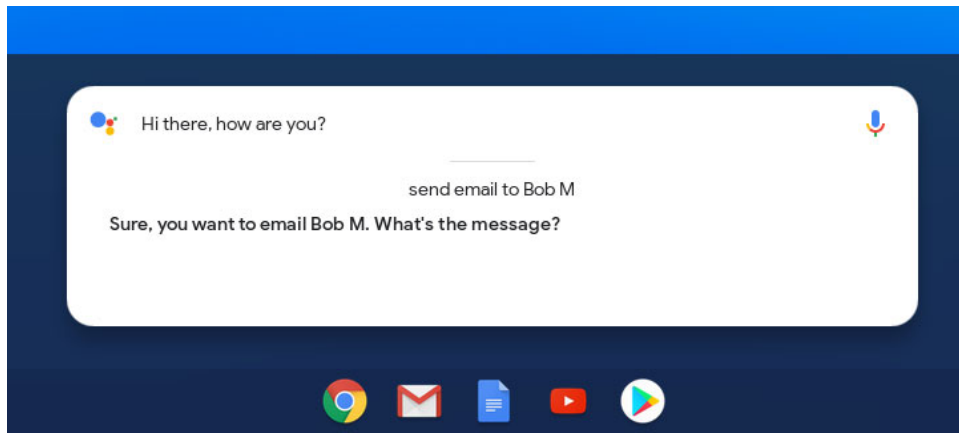 Hi there, how are you?
send email to Bob M
Sure, you want to email Bob M. What's the message?